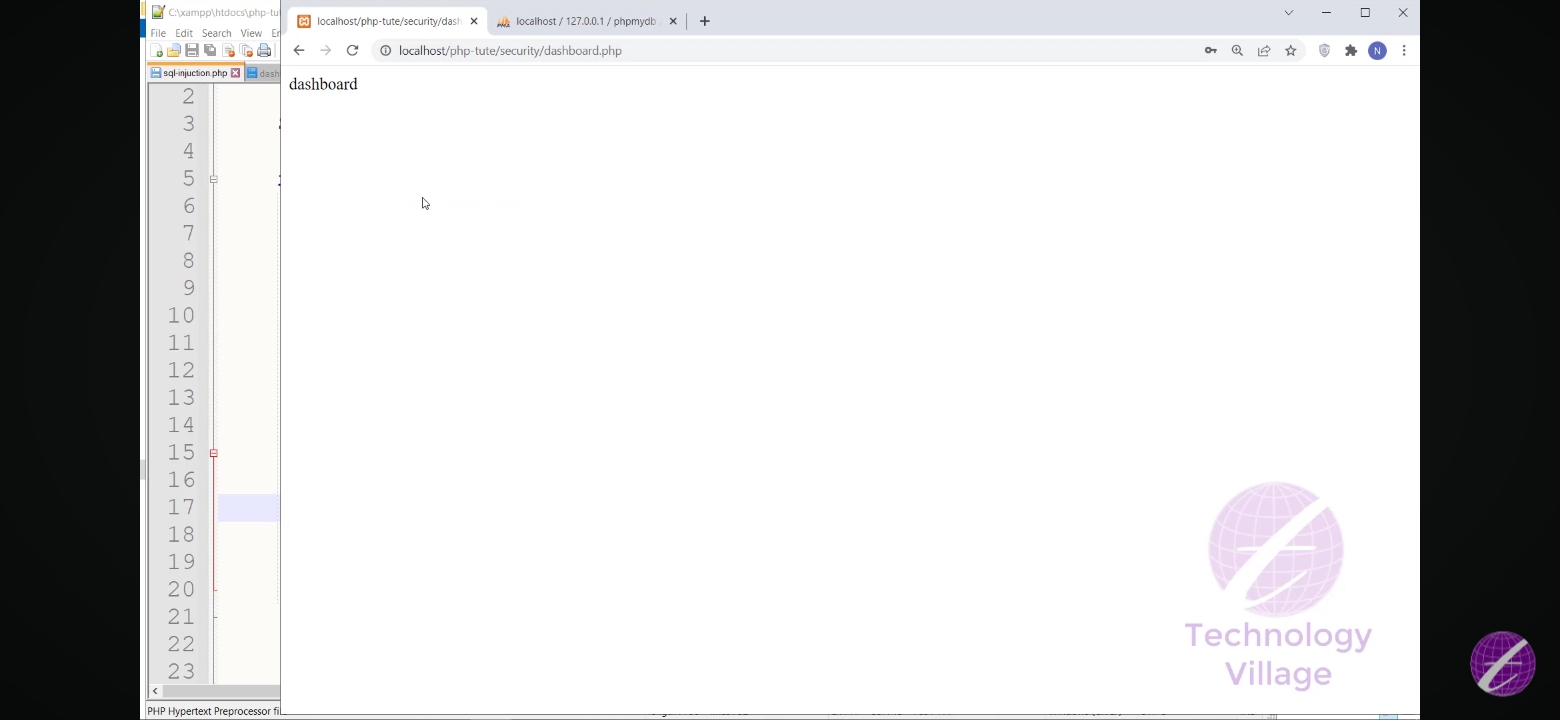 C:\xampp\htdocs\php-tu
File Edit Search View
sql-injuction.php dash
2
3
4
5
6
7
8
9
10
11
12
13
14
15
16
17
18
19
20
21
22
23
PHP Hypertext Preprocessor
localhost/php-tute/security/dash
localhost / 127.0.0.1 / phpmydb
localhost/php-tute/security/dashboard.php
N
dashboard
Technology
Village